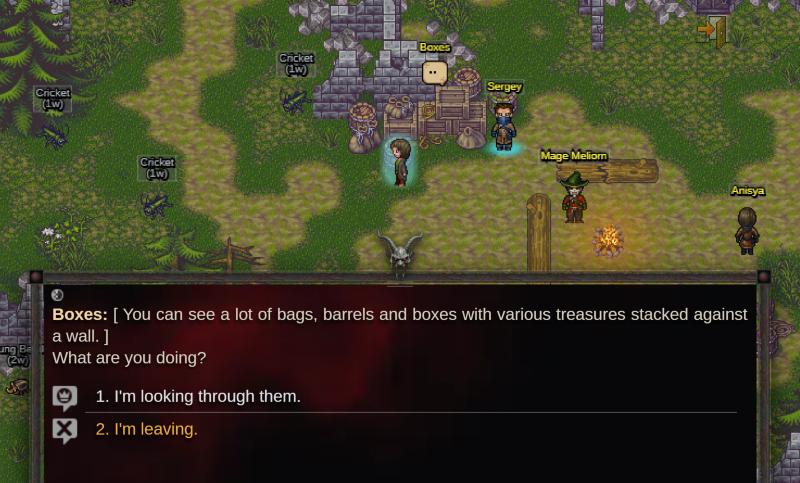 Boxes
Cricket
(1w)
Sergey
Cricket
(1w)
Cricket
(1w)
Mage Meliorn
Anisya
Boxes: [ You can see a lot of bags, barrels and boxes with various treasures stacked against
a wall. ]
What are you doing?
(2w)
1. I'm looking through them.
2. I'm leaving.